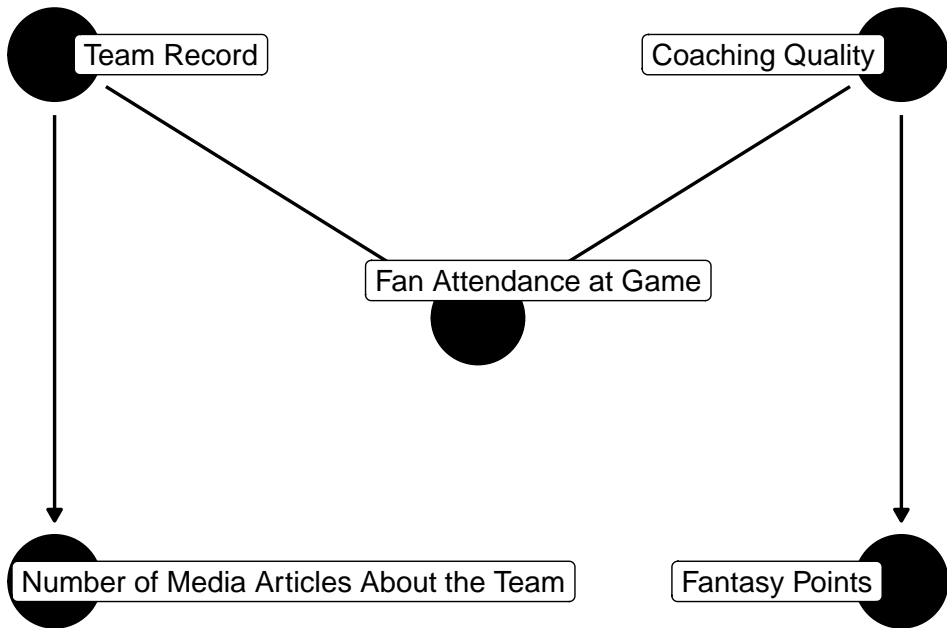 Team Record
Coaching Quality
Fan Attendance at Game
Number of Media Articles About the Team
Fantasy Points